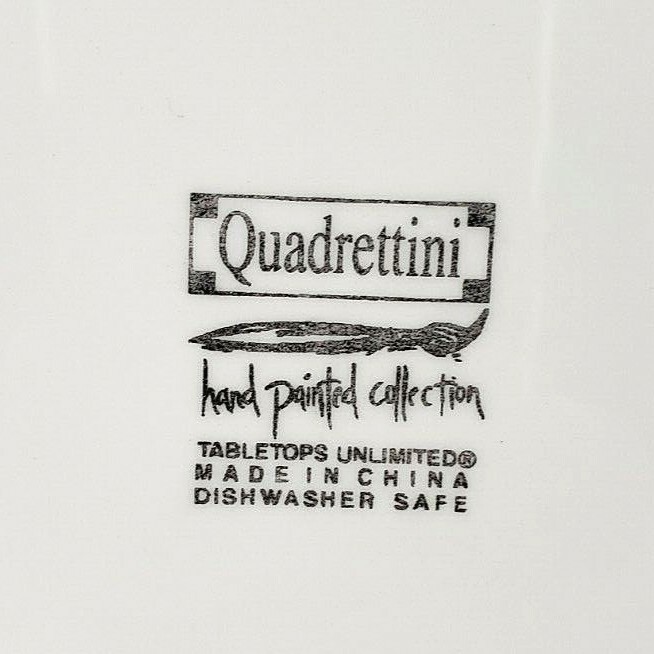 Quadrettini
hand painted collection
TABLETOPS UNLIMITED®
MADE IN CHINA
DISHWASHER SAFE